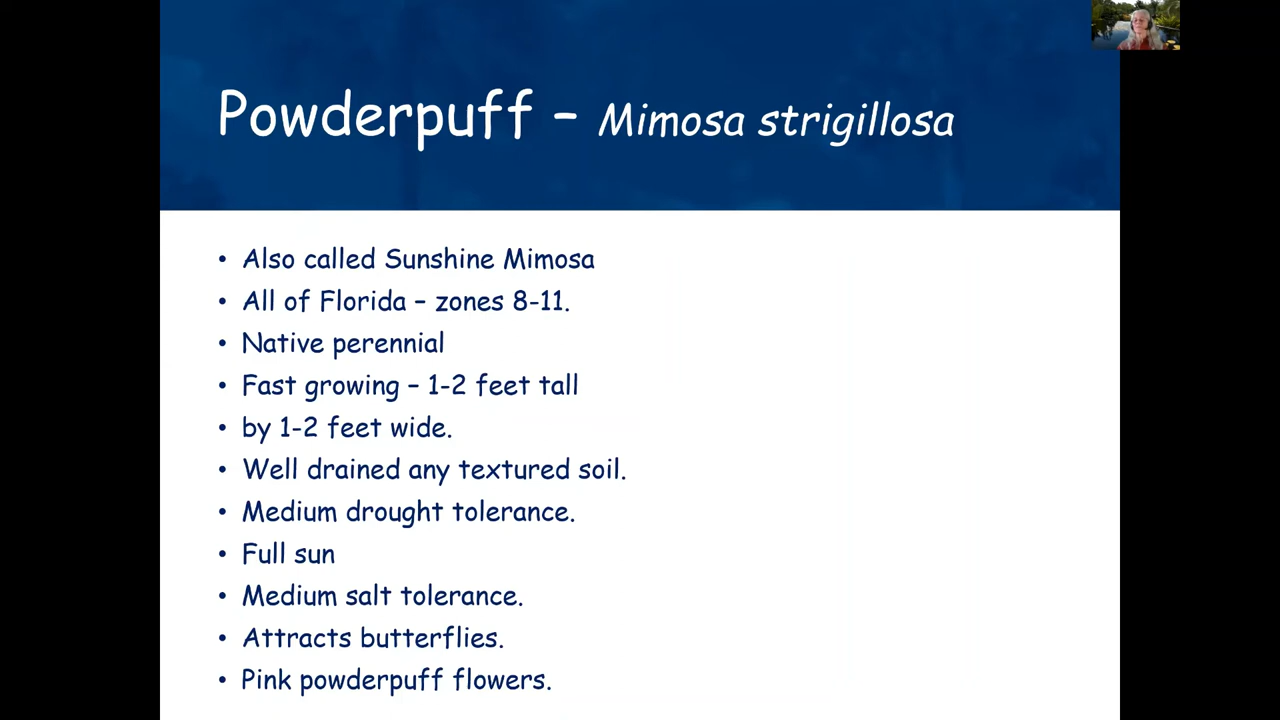 Powderpuff – Mimosa strigillosa
• Also called Sunshine Mimosa
• All of Florida – zones 8-11.
• Native perennial
• Fast growing – 1-2 feet tall
• by 1-2 feet wide.
• Well drained any textured soil.
• Medium drought tolerance.
• Full sun
• Medium salt tolerance.
• Attracts butterflies.
• Pink powderpuff flowers.